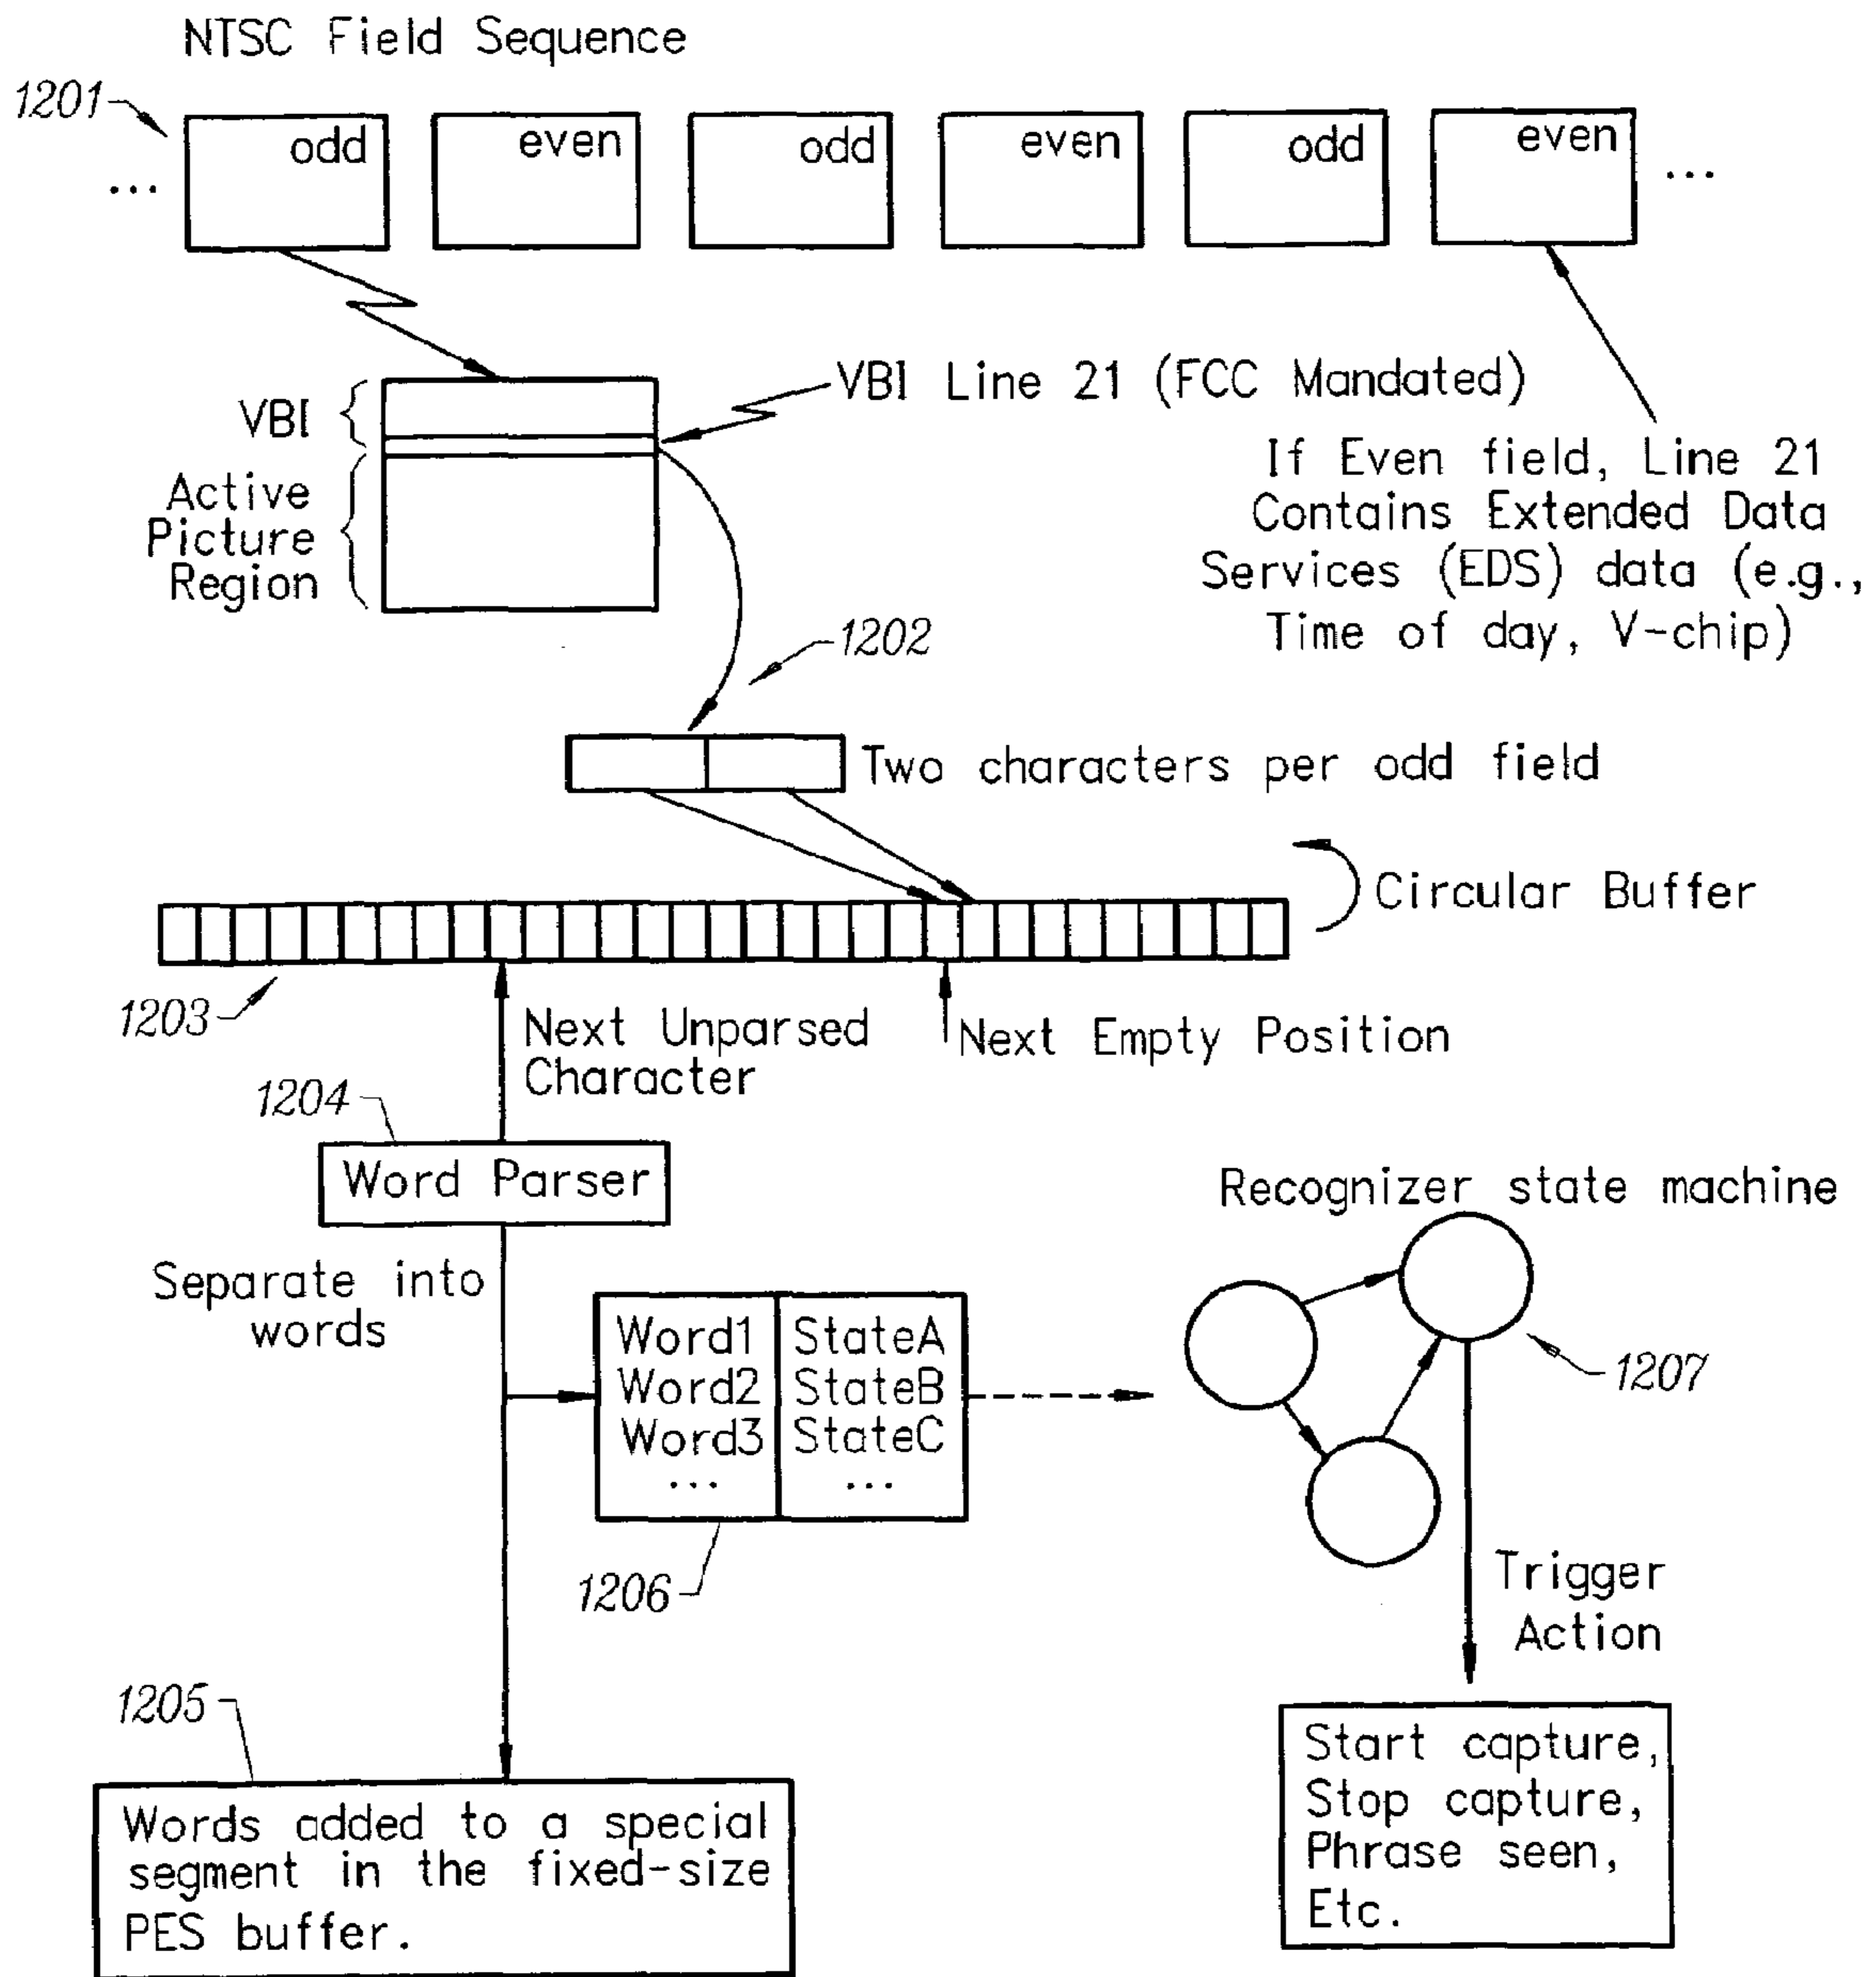 NTSC Field Sequence
1201
odd
even
odd
even
odd
even
...
...
VBI
VBI Line 21 (FCC Mandated)
Active
Picture
Region
If Even field, Line 21
Contains Extended Data
Services (EDS) data (e.g.,
Time of day, V-chip)
1202
Two characters per odd field
Circular Buffer
1203
Next Unparsed
Character
Next Empty Position
1204
Word Parser
Separate into
words
Recognizer state machine
Word1 StateA
Word2 StateB
Word3 StateC
... ...
1206
1207
Trigger
Action
1205
Words added to a special
segment in the fixed-size
PES buffer.
Start capture,
Stop capture,
Phrase seen,
Etc.